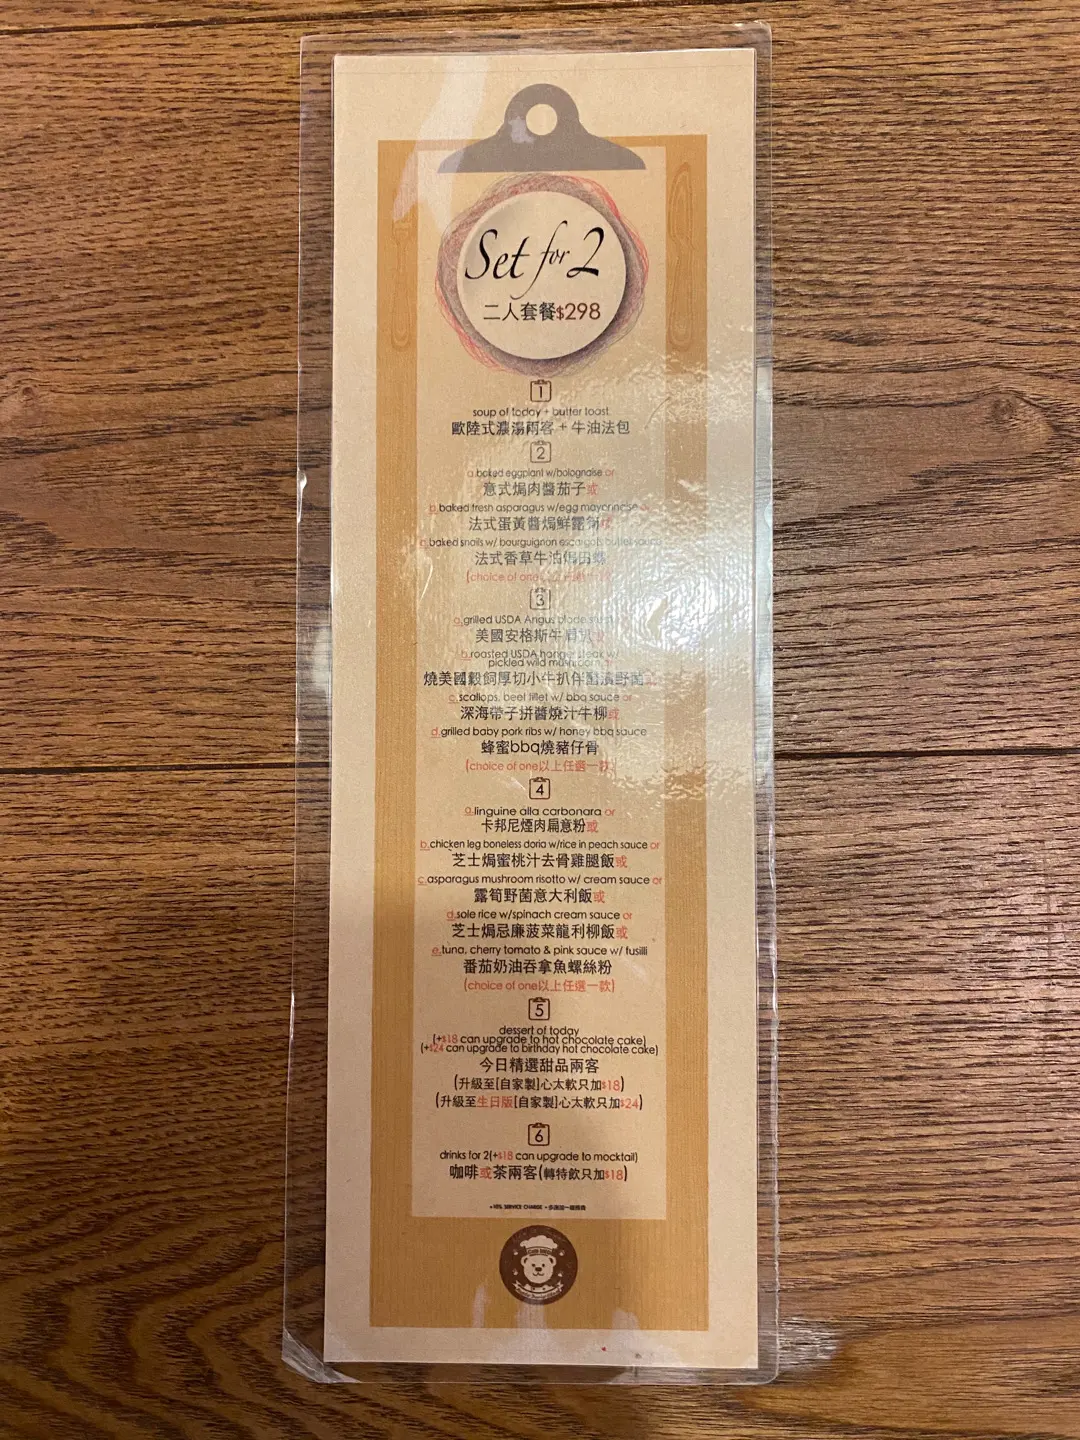 Set for 2
二人套餐$298
1
soup of today + butter toast
歐陸式濃湯兩客 + 牛油法包
2
a.baked eggplant w/bolognaise or
意式焗肉醬茄子或
b.baked fresh asparagus w/egg mayonnaise or
法式蛋黃醬焗鮮露筍或
baked snails w/ bourguignon escargots butter sauce
法式香草牛油焗田螺
(choice of one
3
a.grilled USDA Angus blade steak
美國安格斯牛肩扒或
b.roasted USDA hanger steak w/
pickled wild mushroom
燒美國穀飼厚切小牛扒伴醋漬野菌
c.scallops, beef fillet w/ bbq sauce or
深海帶子拼醬燒汁牛柳或
d.grilled baby pork ribs w/ honey bbq sauce
蜂蜜bbq燒豬仔骨
(choice of one以上任選一款)
4
a.linguine alla carbonara or
卡邦尼煙肉扁意粉或
b.chicken leg boneless doria w/rice in peach sauce or
芝士焗蜜桃汁去骨雞腿飯或
c.asparagus mushroom risotto w/ cream sauce or
露筍野菌意大利飯或
d.sole rice w/spinach cream sauce or
芝士焗忌廉菠菜龍利柳飯或
e.tuna, cherry tomato & pink sauce w/ fusilli
番茄奶油吞拿魚螺絲粉
(choice of one以上任選一款)
5
dessert of today
(+$18 can upgrade to hot chocolate cake)
(+$24 can upgrade to birthday hot chocolate cake)
今日精選甜品兩客
(升級至[自家製]心太軟只加$18)
(升級至生日版[自家製]心太軟只加$24)
6
drinks for 2(+$18 can upgrade to mocktail)
咖啡或茶兩客(轉特飲只加$18)
+10% SERVICE CHARGE